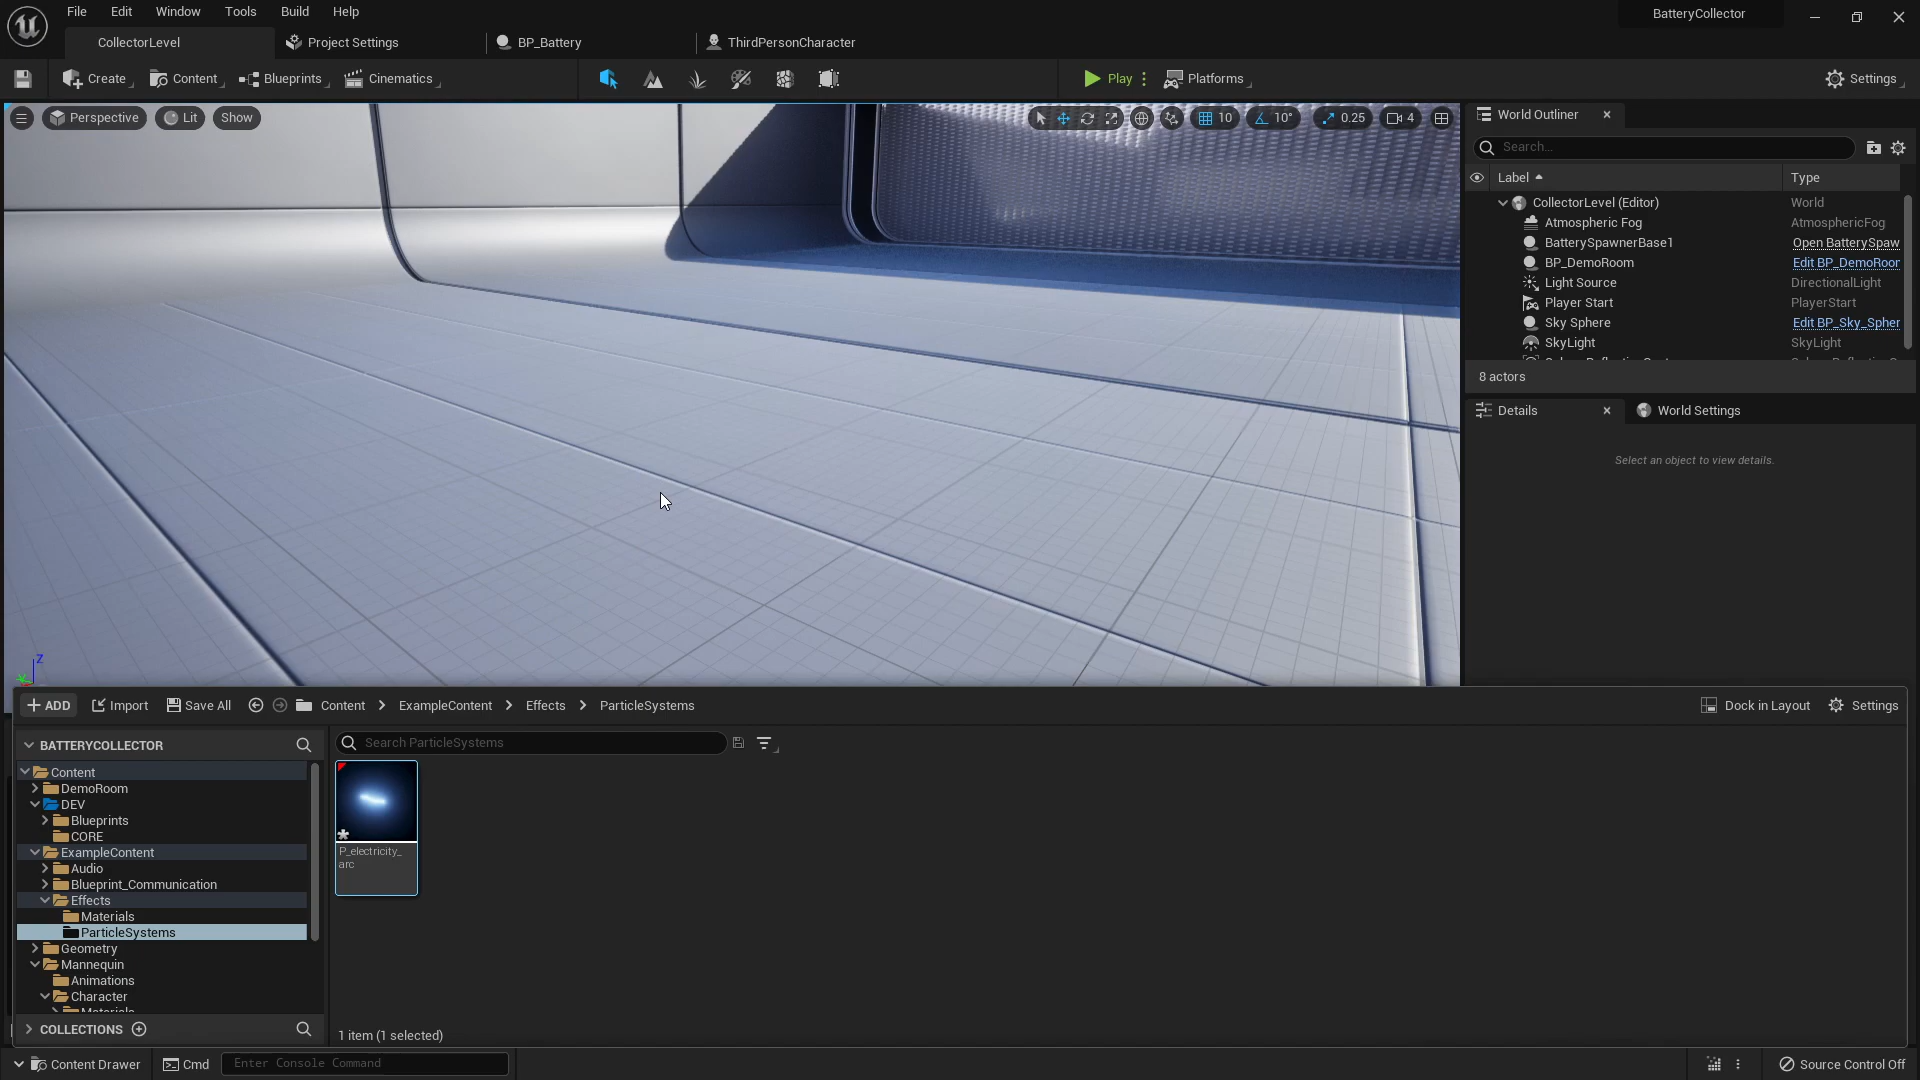 File Edit Window Tools Build Help
BatteryCollector
CollectorLevel
Project Settings
BP_Battery
ThirdPersonCharacter
Create
Content
Blueprints
Cinematics
Play
Platforms
Settings
Perspective
Lit
Show
10
10°
0.25
4
World Outliner
Search...
Label
Type
CollectorLevel (Editor) World
Atmospheric Fog AtmosphericFog
BatterySpawnerBase1 Open BatterySpaw
BP_DemoRoom Edit BP_DemoRoor
Light Source DirectionalLight
Player Start PlayerStart
Sky Sphere Edit BP_Sky_Spher
SkyLight SkyLight
8 actors
Details
World Settings
Select an object to view details.
Z
ADD
Import
Save All
Content
ExampleContent
Effects
ParticleSystems
Dock in Layout
Settings
BATTERYCOLLECTOR
Search ParticleSystems
Content
DemoRoom
DEV
Blueprints
CORE
ExampleContent
Audio
Blueprint_Communication
Effects
Materials
ParticleSystems
Geometry
Mannequin
Animations
Character
P_electricity_
arc
COLLECTIONS
1 item (1 selected)
Content Drawer
Cmd
Enter Console Command
Source Control Off